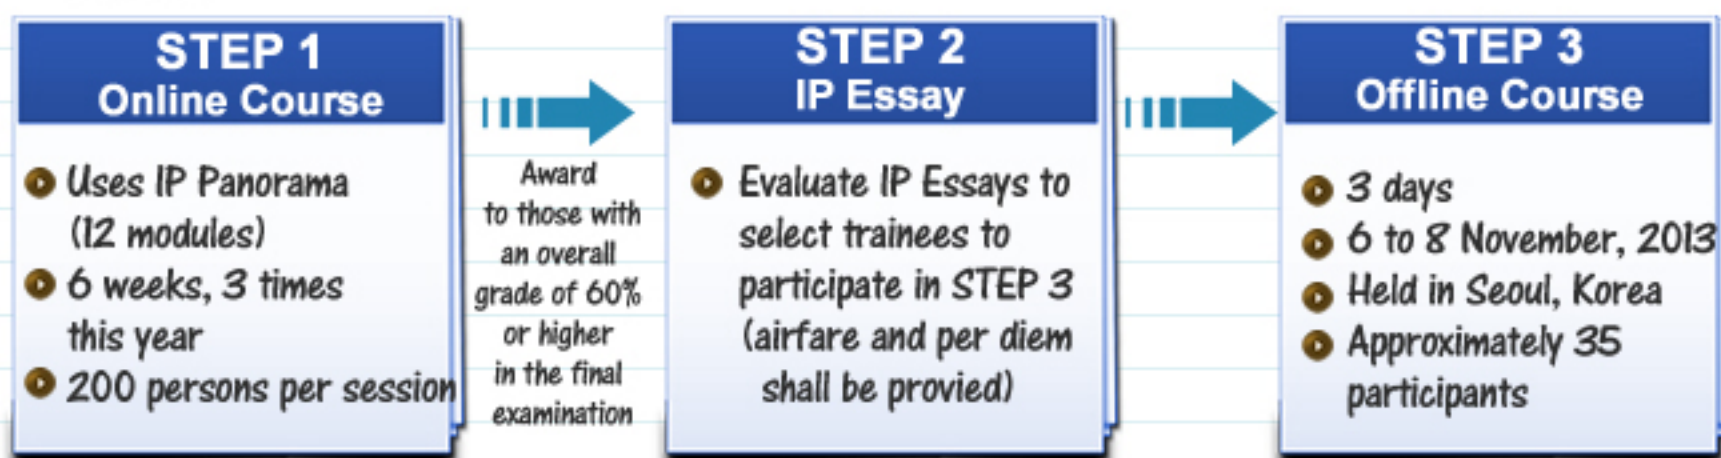 STEP 1
Online Course
Uses IP Panorama
(12 modules)
6 weeks, 3 times
this year
200 persons per session
Award
to those with
an overall
grade of 60%
or higher
in the final
examination
STEP 2
IP Essay
Evaluate IP Essays to
select trainees to
participate in STEP 3
(airfare and per diem
shall be provied)
STEP 3
Offline Course
3 days
6 to 8 November, 2013
Held in Seoul, Korea
Approximately 35
participants